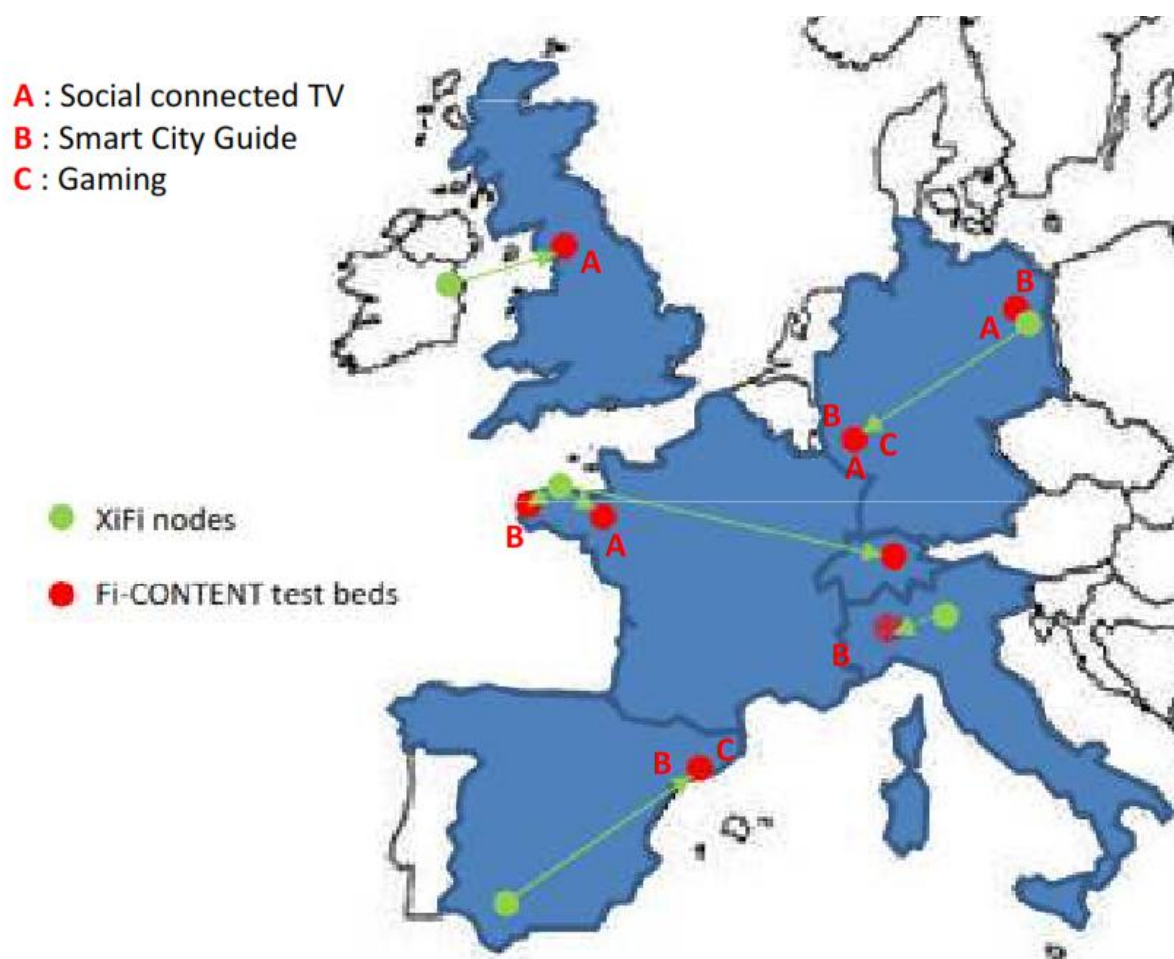 A : Social connected TV
B : Smart City Guide
C : Gaming
A
B
A
B
C
A
XiFi nodes
B
A
Fi-CONTENT test beds
B
B
C